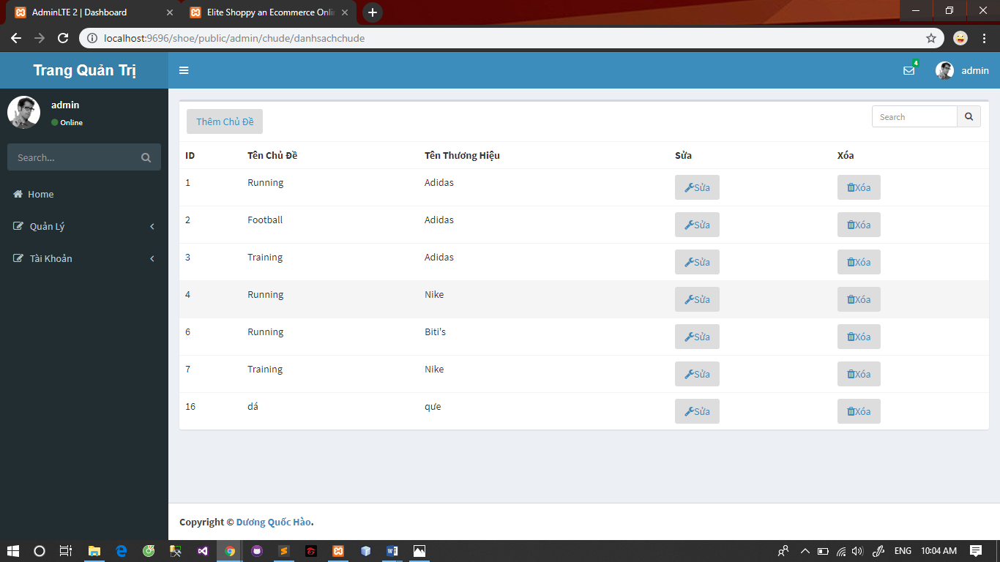 AdminLTE 2 | Dashboard
Elite Shoppy an Ecommerce Onlin
localhost:9696/shoe/public/admin/chude/danhsachchude
Trang Quản Trị
4
admin
admin
Online
Search...
Home
Quản Lý
Tài Khoản
Thêm Chủ Đề
Search
ID Tên Chủ Đề Tên Thương Hiệu Sửa Xóa
1 Running Adidas Sửa Xóa
2 Football Adidas Sửa Xóa
3 Training Adidas Sửa Xóa
4 Running Nike Sửa Xóa
6 Running Biti's Sửa Xóa
7 Training Nike Sửa Xóa
16 dá qưe Sửa Xóa
Copyright © Dương Quốc Hào.
ENG 10:04 AM